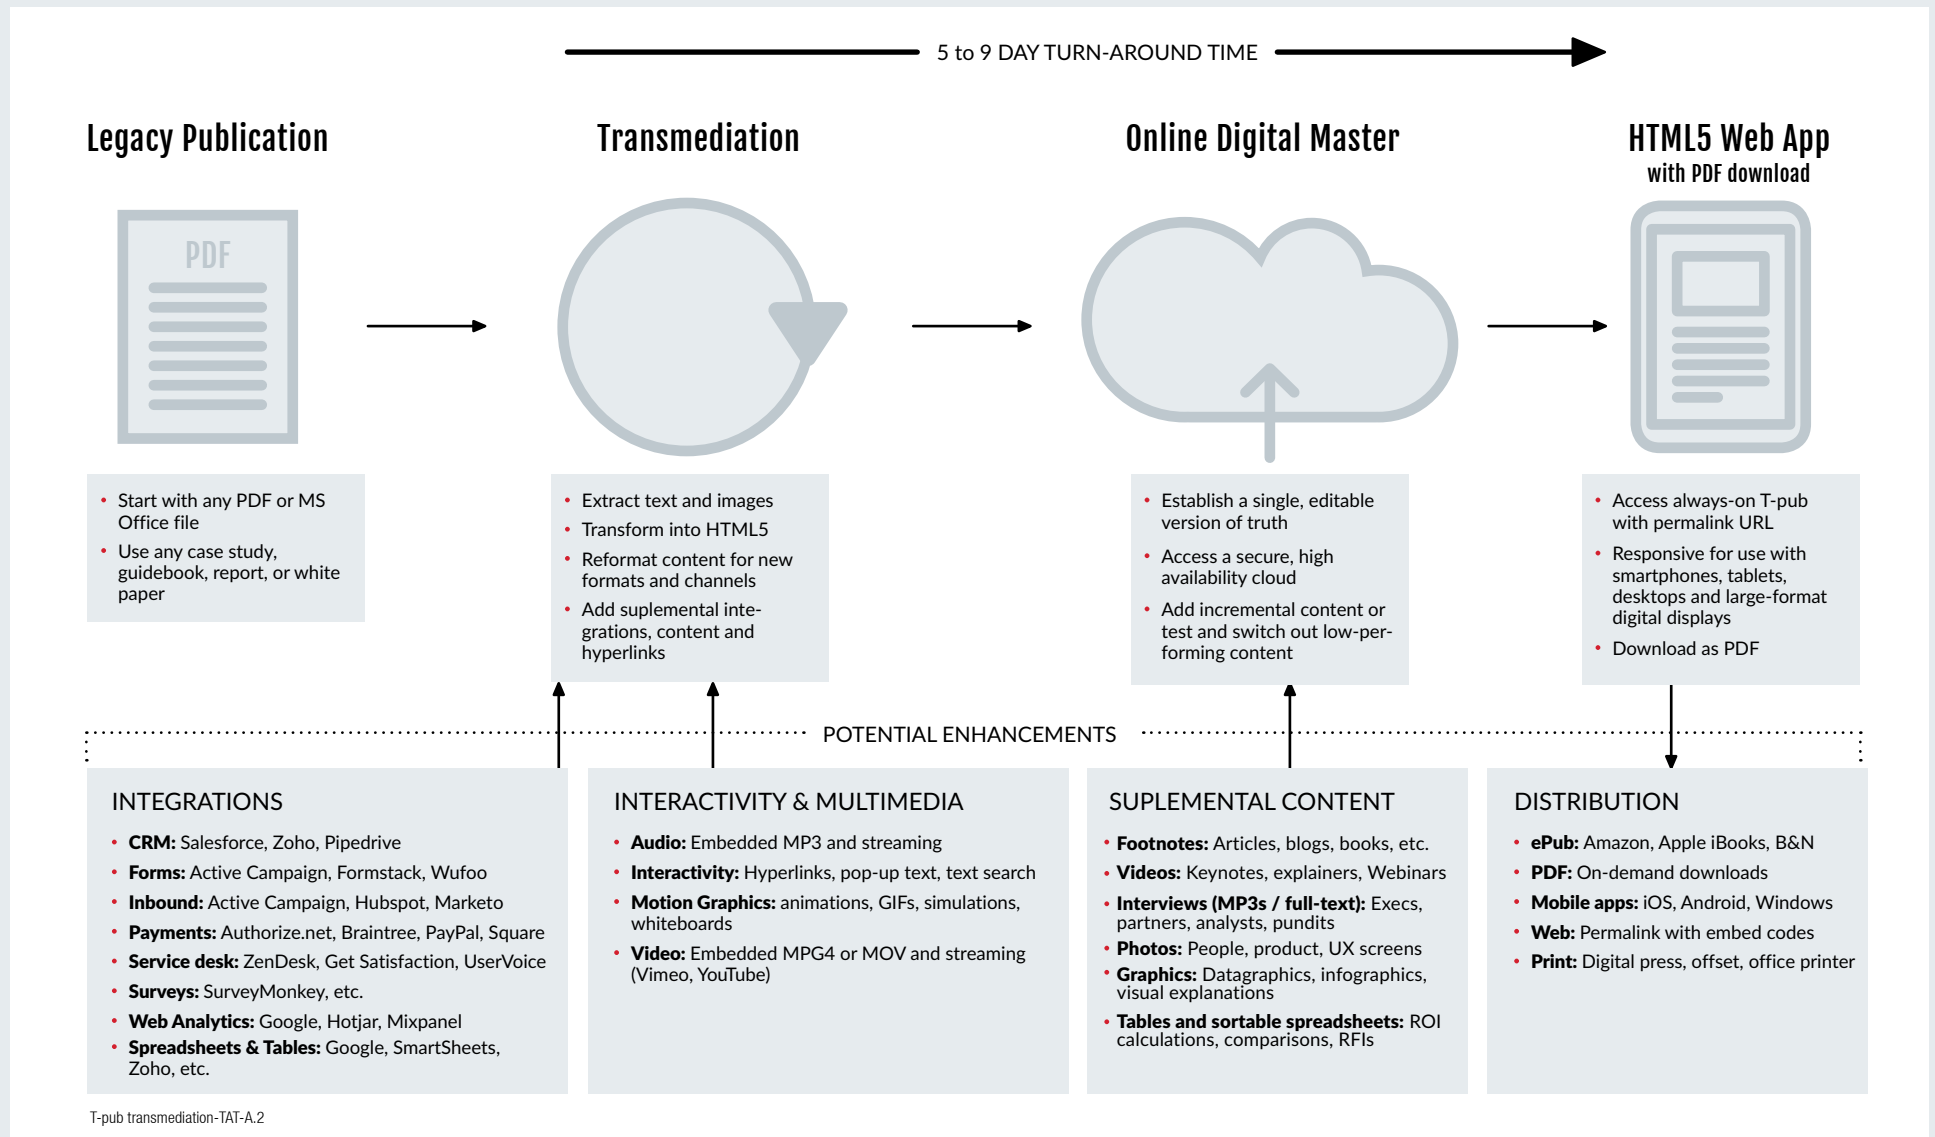 5 to 9 DAY TURN-AROUND TIME
Legacy Publication
Transmediation
Online Digital Master
HTML5 Web App
with PDF download
PDF
• Start with any PDF or MS
Office file
• Use any case study,
guidebook, report, or white
paper
• Extract text and images
• Transform into HTML5
• Reformat content for new
formats and channels
• Add suplemental inte-
grations, content and
hyperlinks
• Establish a single, editable
version of truth
• Access a secure, high
availability cloud
• Add incremental content or
test and switch out low-per-
forming content
• Access always-on T-pub
with permalink URL
• Responsive for use with
smartphones, tablets,
desktops and large-format
digital displays
• Download as PDF
POTENTIAL ENHANCEMENTS
INTEGRATIONS
• CRM: Salesforce, Zoho, Pipedrive
• Forms: Active Campaign, Formstack, Wufoo
• Inbound: Active Campaign, Hubspot, Marketo
• Payments: Authorize.net, Braintree, PayPal, Square
• Service desk: ZenDesk, Get Satisfaction, UserVoice
• Surveys: SurveyMonkey, etc.
• Web Analytics: Google, Hotjar, Mixpanel
• Spreadsheets & Tables: Google, SmartSheets,
Zoho, etc.
INTERACTIVITY & MULTIMEDIA
• Audio: Embedded MP3 and streaming
• Interactivity: Hyperlinks, pop-up text, text search
• Motion Graphics: animations, GIFs, simulations,
whiteboards
• Video: Embedded MPG4 or MOV and streaming
(Vimeo, YouTube)
SUPLEMENTAL CONTENT
• Footnotes: Articles, blogs, books, etc.
• Videos: Keynotes, explainers, Webinars
• Interviews (MP3s / full-text): Execs,
partners, analysts, pundits
• Photos: People, product, UX screens
• Graphics: Datagraphics, infographics,
visual explanations
• Tables and sortable spreadsheets: ROI
calculations, comparisons, RFIs
DISTRIBUTION
• ePub: Amazon, Apple iBooks, B&N
• PDF: On-demand downloads
• Mobile apps: iOS, Android, Windows
• Web: Permalink with embed codes
• Print: Digital press, offset, office printer
T-pub transmediation-TAT-A.2